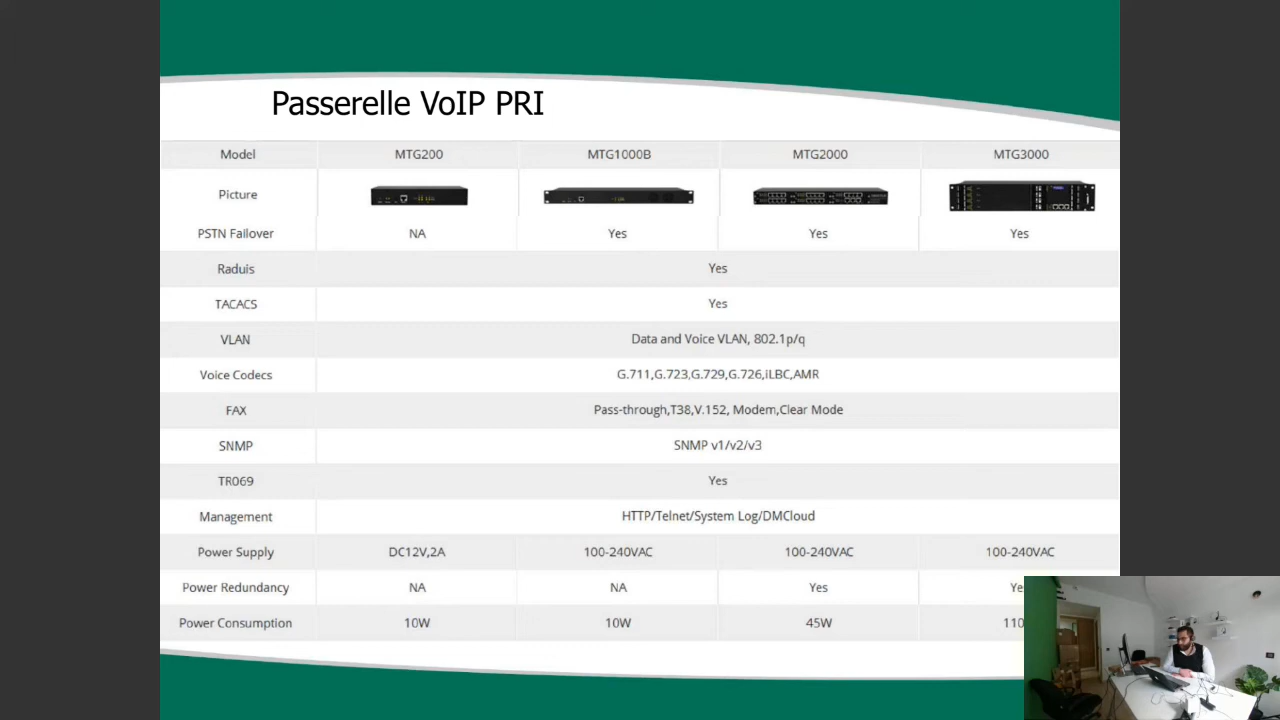 Passerelle VoIP PRI
Model MTG200 MTG1000B MTG2000 MTG3000
Picture
PSTN Failover NA Yes Yes Yes
Raduis Yes
TACACS Yes
VLAN Data and Voice VLAN, 802.1p/q
Voice Codecs G.711,G.723,G.729,G.726,iLBC,AMR
FAX Pass-through,T38,V.152, Modem,Clear Mode
SNMP SNMP v1/v2/v3
TR069 Yes
Management HTTP/Telnet/System Log/DMCloud
Power Supply DC12V,2A 100-240VAC 100-240VAC 100-240VAC
Power Redundancy NA NA Yes
Power Consumption 10W 10W 45W 110